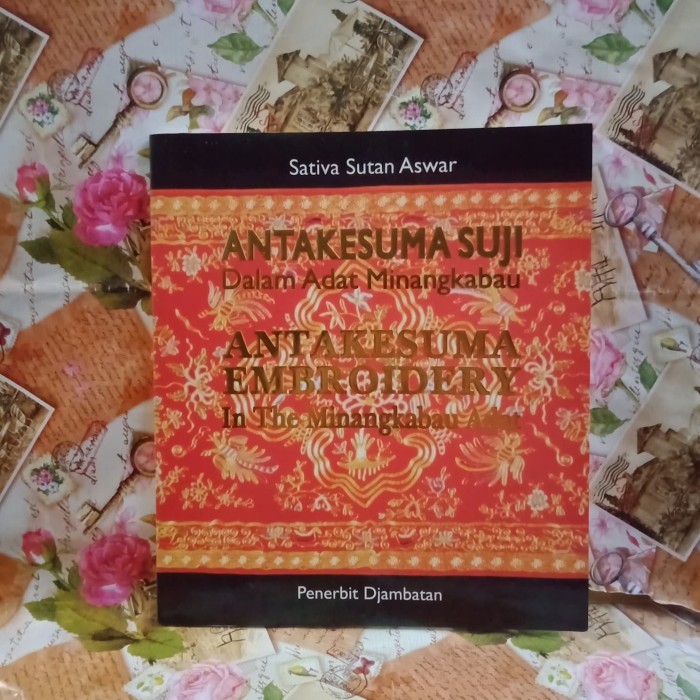 Sativa Sutan Aswar
ANTAKESUMA SUJI
Dalam Adat Minangkabau
ANTAKESUMA
EMBROIDERY
In The Minangkabau Adat
Penerbit Djambatan